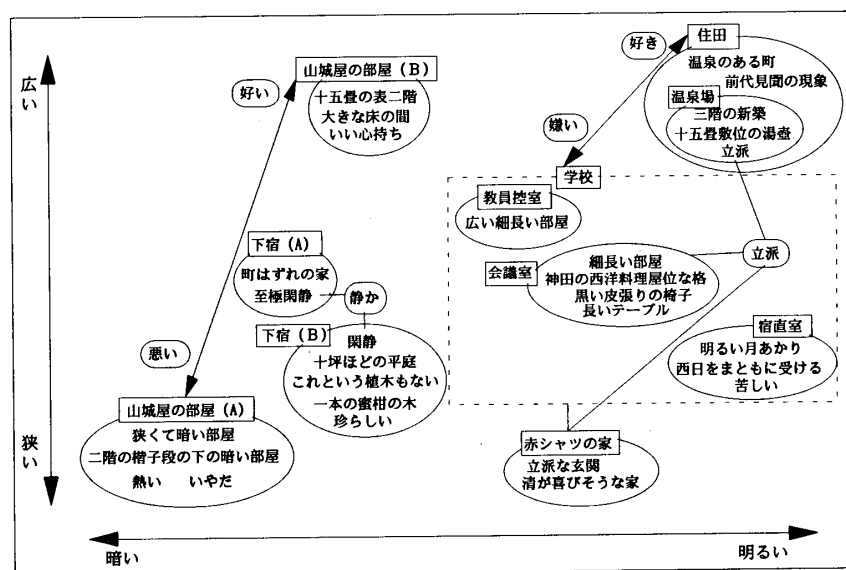 広い
狭い
暗い
明るい
山城屋の部屋(B)
十五畳の表二階
大きな床の間
いい心持ち
好い
悪い
下宿(A)
町はずれの家
至極閑静
静か
下宿(B)
閑静
十坪ほどの平庭
これという植木もない
一本の蜜柑の木
珍らしい
山城屋の部屋(A)
狭くて暗い部屋
二階の楷子段の下の暗い部屋
熱い いやだ
好き
嫌い
住田
温泉のある町
前代見聞の現象
温泉場
三階の新築
十五畳敷位の湯壺
立派
学校
教員控室
広い細長い部屋
会議室
細長い部屋
神田の西洋料理屋位な格
黒い皮張りの椅子
長いテーブル
立派
宿直室
明るい月あかり
西日をまともに受ける
苦しい
赤シャツの家
立派な玄関
清が喜びそうな家